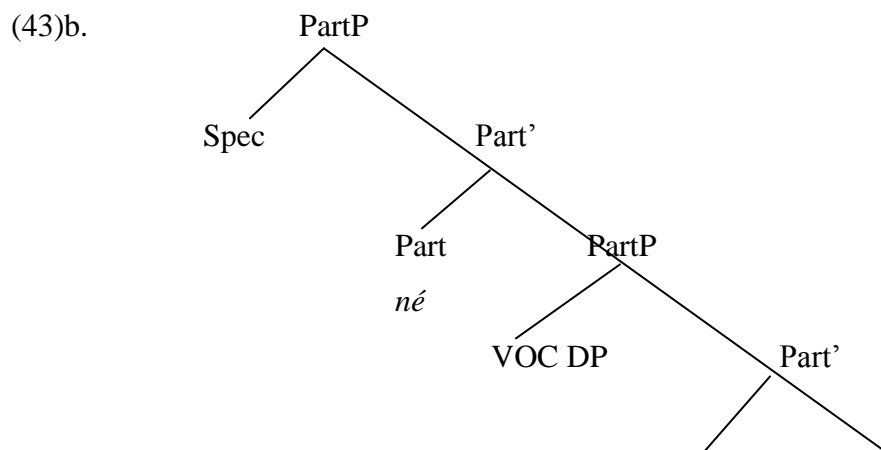 (43)b. PartP
Spec Part’
Part PartP
né
VOC DP Part’